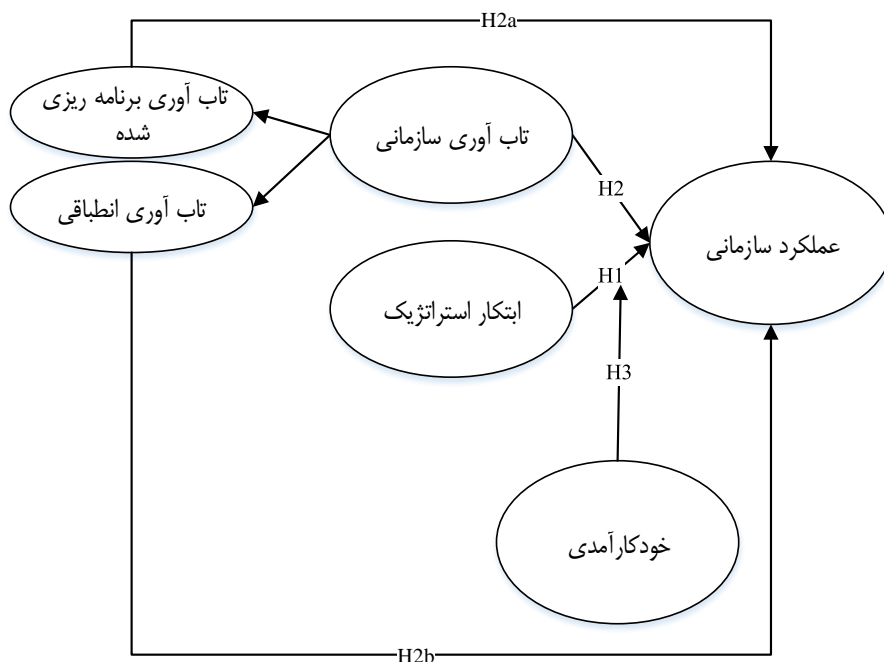 H2a
تاب آوری برنامه ریزی
شده
تاب آوری سازمانی
H2
تاب آوری انطباقی
عملکرد سازمانی
H1
ابتکار استراتژیک
H3
خودکارآمدی
H2b